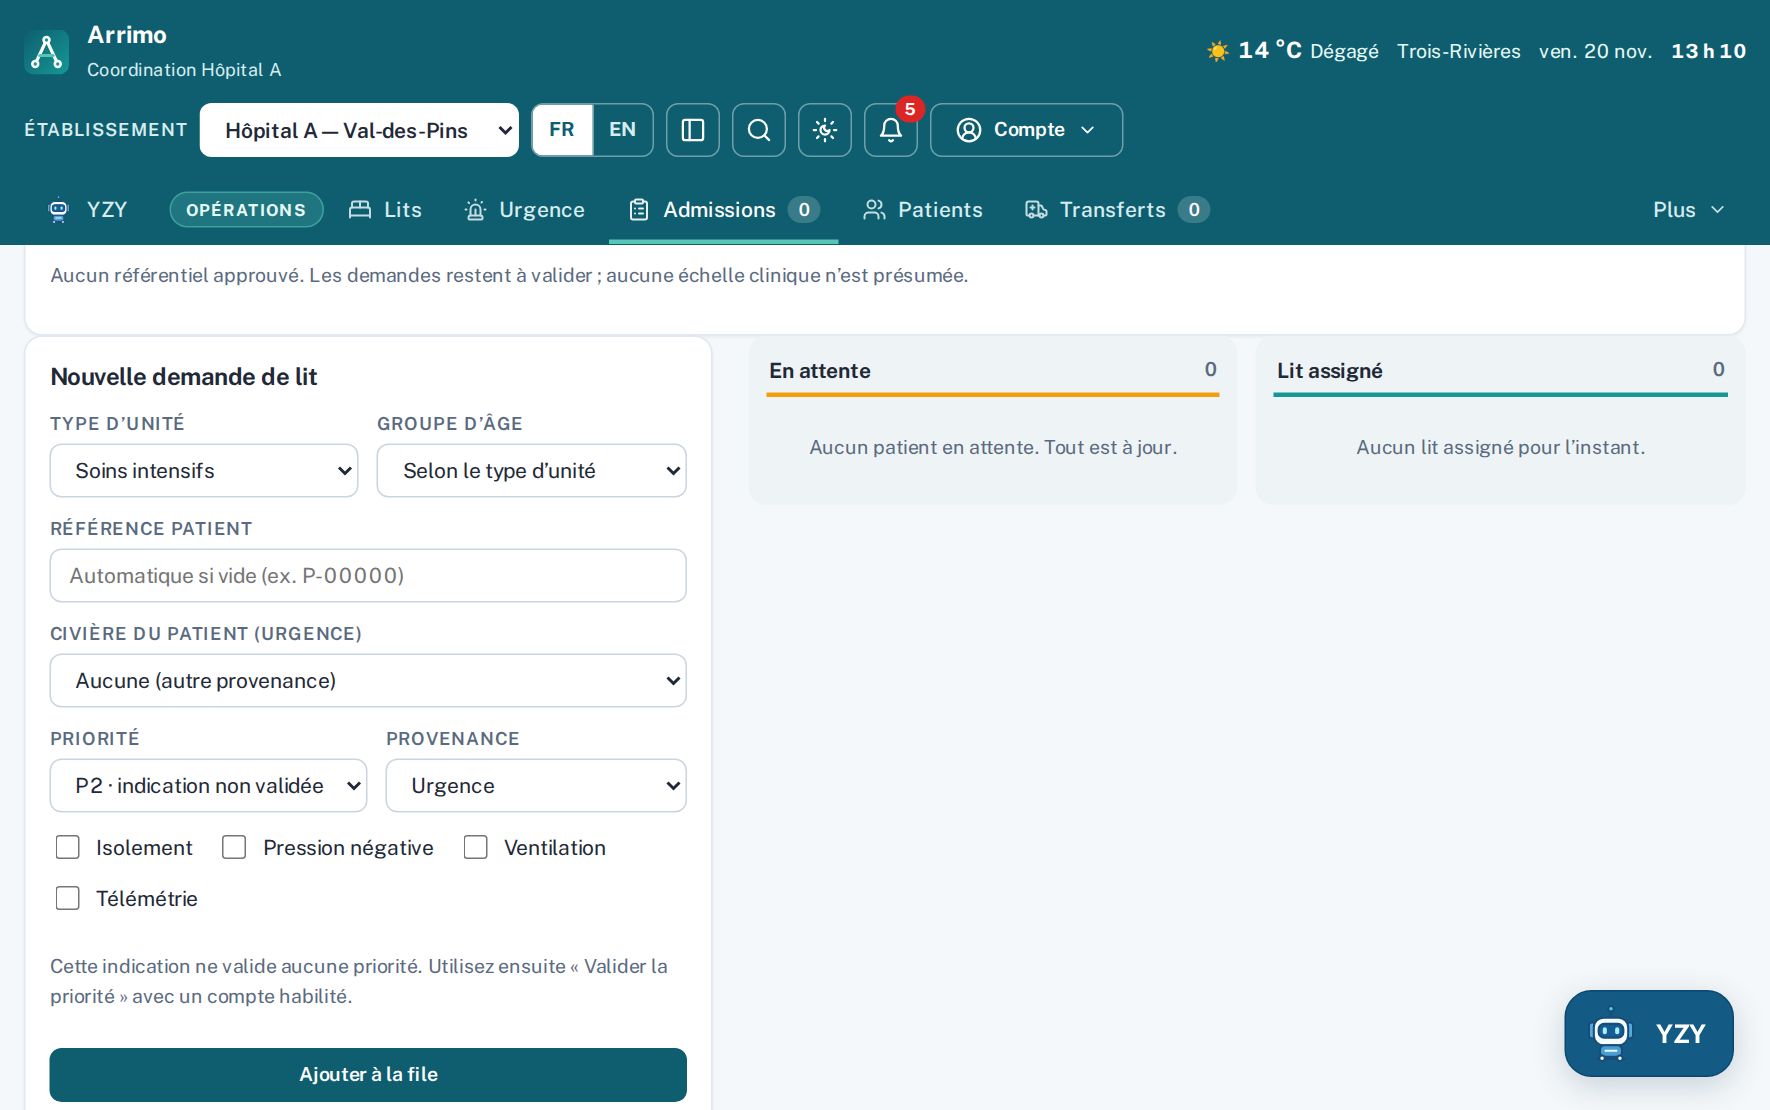 Arrimo
Coordination Hôpital A
☀️ 14 °C Dégagé Trois-Rivières ven. 20 nov. 13 h 10
ÉTABLISSEMENT Hôpital A — Val-des-Pins FR EN 5 Compte
YZY OPÉRATIONS Lits Urgence Admissions 0 Patients Transferts 0 Plus
Aucun référentiel approuvé. Les demandes restent à valider ; aucune échelle clinique n’est présumée.
Nouvelle demande de lit
TYPE D’UNITÉ GROUPE D’ÂGE
Soins intensifs Selon le type d’unité
RÉFÉRENCE PATIENT
Automatique si vide (ex. P-00000)
CIVIÈRE DU PATIENT (URGENCE)
Aucune (autre provenance)
PRIORITÉ PROVENANCE
P2 · indication non validée Urgence
Isolement Pression négative Ventilation
Télémétrie
Cette indication ne valide aucune priorité. Utilisez ensuite « Valider la
priorité » avec un compte habilité.
Ajouter à la file
En attente 0
Aucun patient en attente. Tout est à jour.
Lit assigné 0
Aucun lit assigné pour l’instant.
YZY